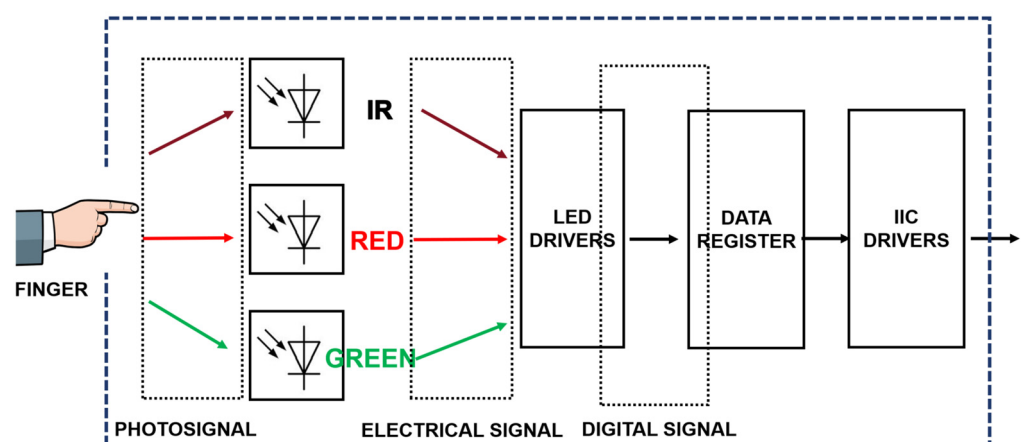 IR
RED
GREEN
FINGER
LED
DRIVERS
DATA
REGISTER
IIC
DRIVERS
PHOTOSIGNAL
ELECTRICAL SIGNAL
DIGITAL SIGNAL